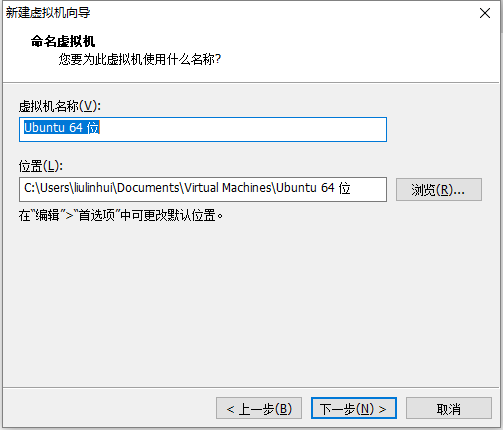 新建虚拟机向导
命名虚拟机
您要为此虚拟机使用什么名称?
虚拟机名称(V):
Ubuntu 64 位
位置(L):
C:\Users\liulinhui\Documents\Virtual Machines\Ubuntu 64 位
浏览(R)...
在“编辑”>“首选项”中可更改默认位置。
< 上一步(B)
下一步(N) >
取消